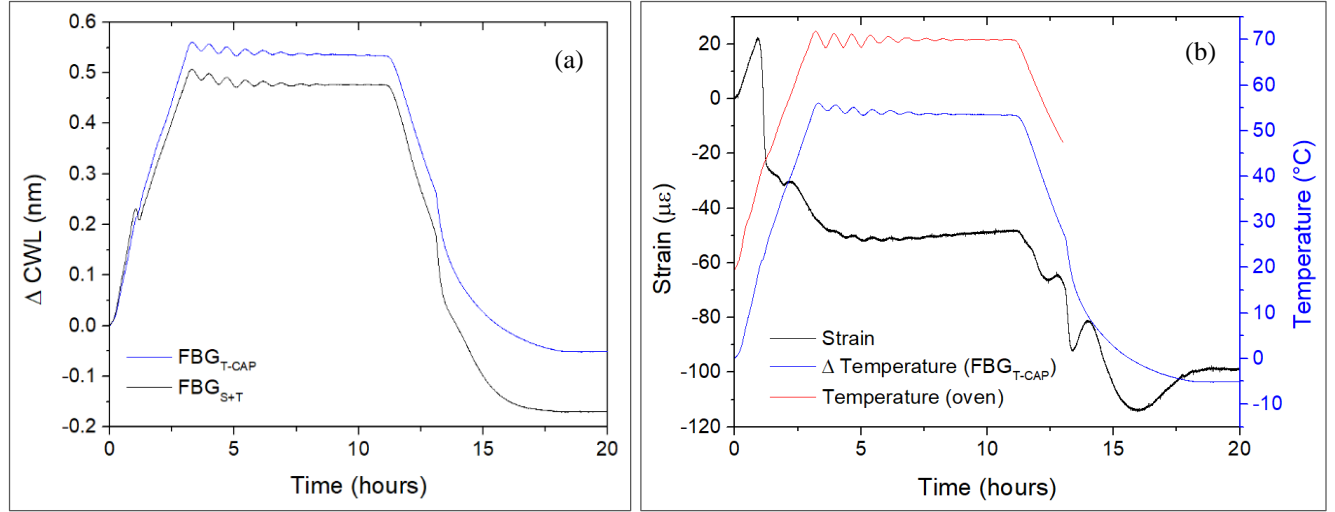 (a)
Δ CWL (nm)
0.6
0.5
0.4
0.3
0.2
0.1
0.0
-0.1
-0.2
FBG_T-CAP
FBG_S+T
0 5 10 15 20
Time (hours)
(b)
Strain (µε)
20
0
-20
-40
-60
-80
-100
-120
Strain
Δ Temperature (FBG_T-CAP)
Temperature (oven)
0 5 10 15 20
Time (hours)
70
60
50
40
30
20
10
0
-10
Temperature (°C)